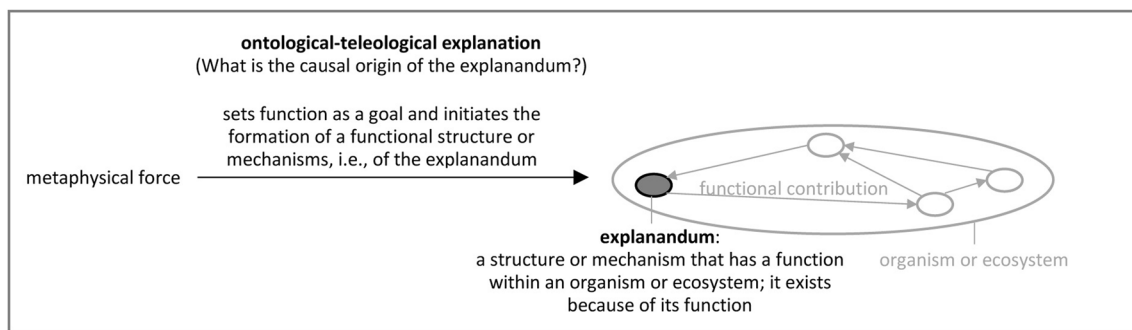 ontological-teleological explanation
(What is the causal origin of the explanandum?)
sets function as a goal and initiates the
formation of a functional structure or
mechanisms, i.e., of the explanandum
metaphysical force
functional contribution
explanandum:
a structure or mechanism that has a function
within an organism or ecosystem; it exists
because of its function
organism or ecosystem